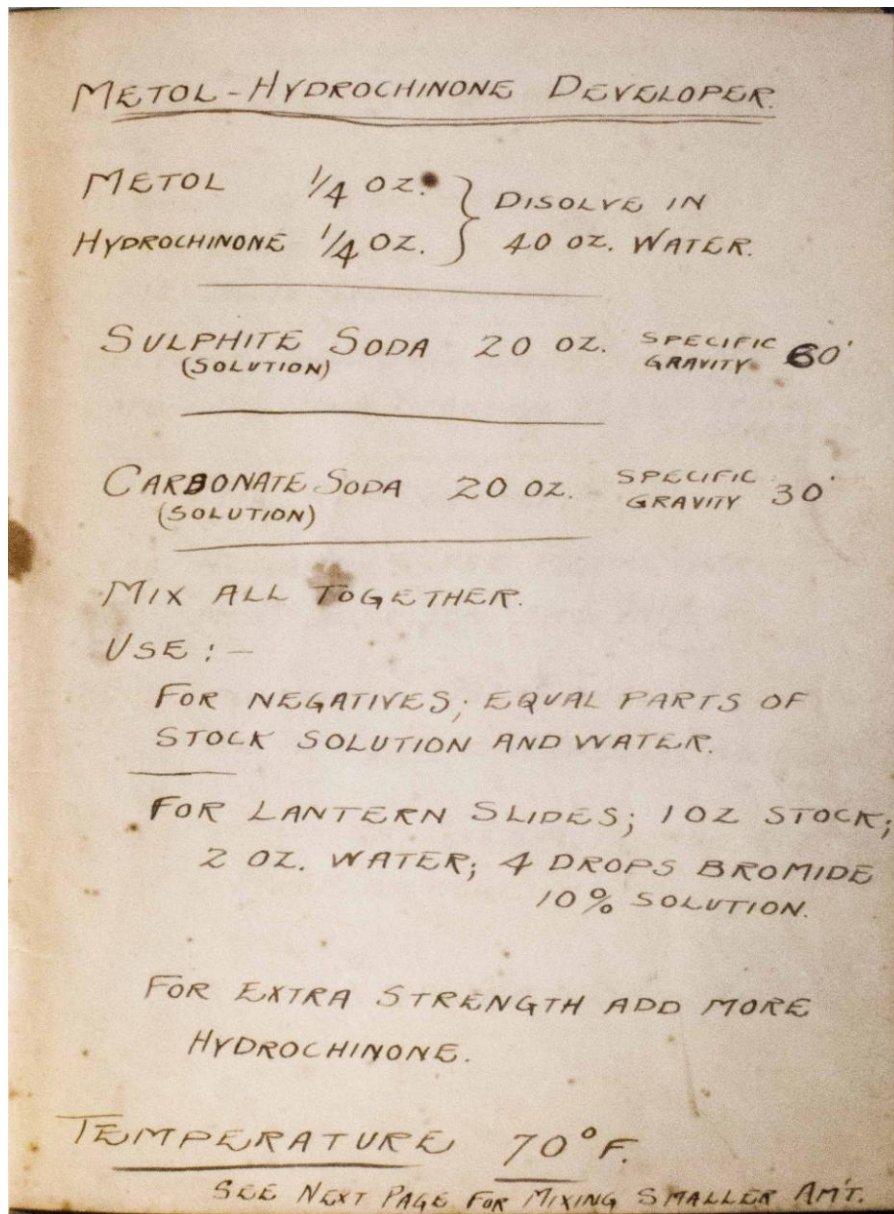 METOL-HYDROCHINONE DEVELOPER.
METOL 1/4 OZ. } DISOLVE IN
HYDROCHINONE 1/4 OZ. } 40 OZ. WATER.
SULPHITE SODA 20 OZ. SPECIFIC GRAVITY 60°
(SOLUTION)
CARBONATE SODA 20 OZ. SPECIFIC GRAVITY 30°
(SOLUTION)
MIX ALL TOGETHER.
USE :—
FOR NEGATIVES; EQUAL PARTS OF
STOCK SOLUTION AND WATER.
FOR LANTERN SLIDES; 1 OZ STOCK;
2 OZ. WATER; 4 DROPS BROMIDE
10% SOLUTION.
FOR EXTRA STRENGTH ADD MORE
HYDROCHINONE.
TEMPERATURE 70° F.
SEE NEXT PAGE FOR MIXING SMALLER AM'T.